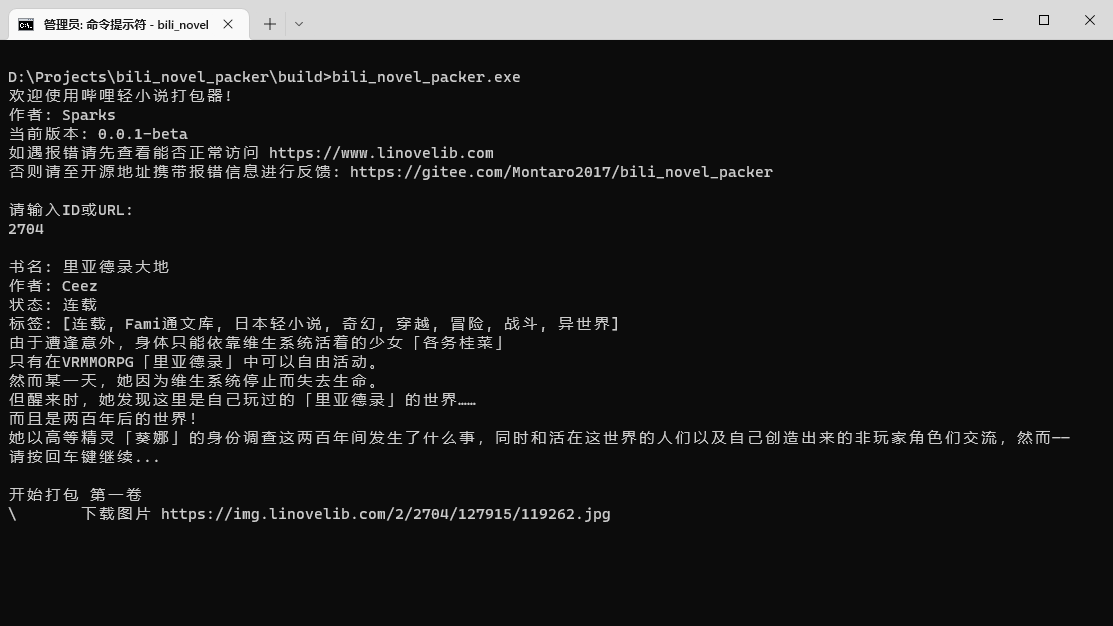 管理员: 命令提示符 - bili_novel
D:\Projects\bili_novel_packer\build>bili_novel_packer.exe
欢迎使用哔哩轻小说打包器!
作者: Sparks
当前版本: 0.0.1-beta
如遇报错请先查看能否正常访问 https://www.linovelib.com
否则请至开源地址携带报错信息进行反馈: https://gitee.com/Montaro2017/bili_novel_packer
请输入ID或URL:
2704
书名: 里亚德录大地
作者: Ceez
状态: 连载
标签: [连载, Fami通文库, 日本轻小说, 奇幻, 穿越, 冒险, 战斗, 异世界]
由于遭逢意外，身体只能依靠维生系统活着的少女「各务桂菜」
只有在VRMMORPG「里亚德录」中可以自由活动。
然而某一天，她因为维生系统停止而失去生命。
但醒来时，她发现这里是自己玩过的「里亚德录」的世界……
而且是两百年后的世界!
她以高等精灵「葵娜」的身份调查这两百年间发生了什么事，同时和活在这世界的人们以及自己创造出来的非玩家角色们交流，然而——
请按回车键继续...
开始打包 第一卷
\ 下载图片 https://img.linovelib.com/2/2704/127915/119262.jpg